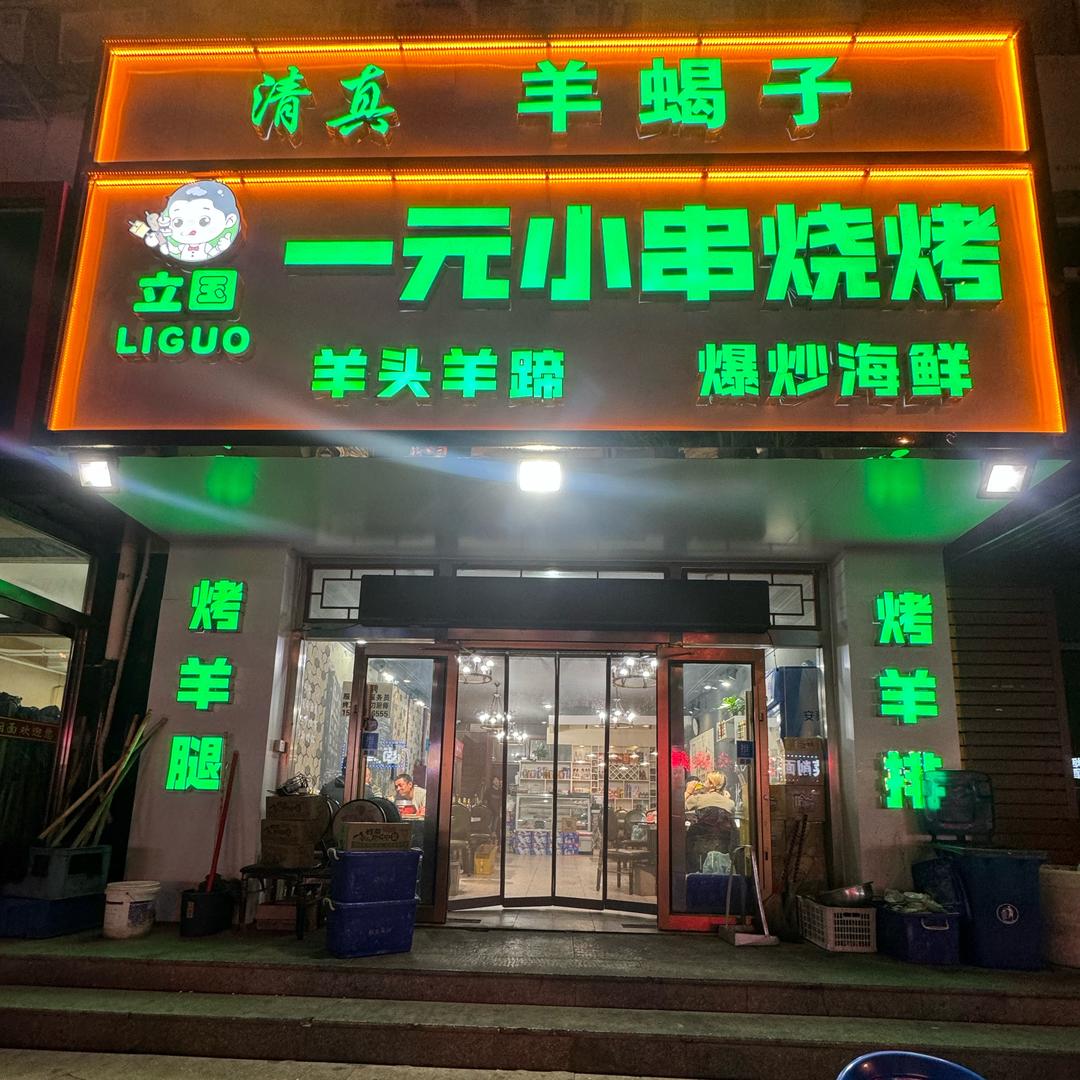 清真 羊蝎子
立国
LIGUO
一元小串烧烤
羊头羊蹄 爆炒海鲜
烤羊腿
烤羊排